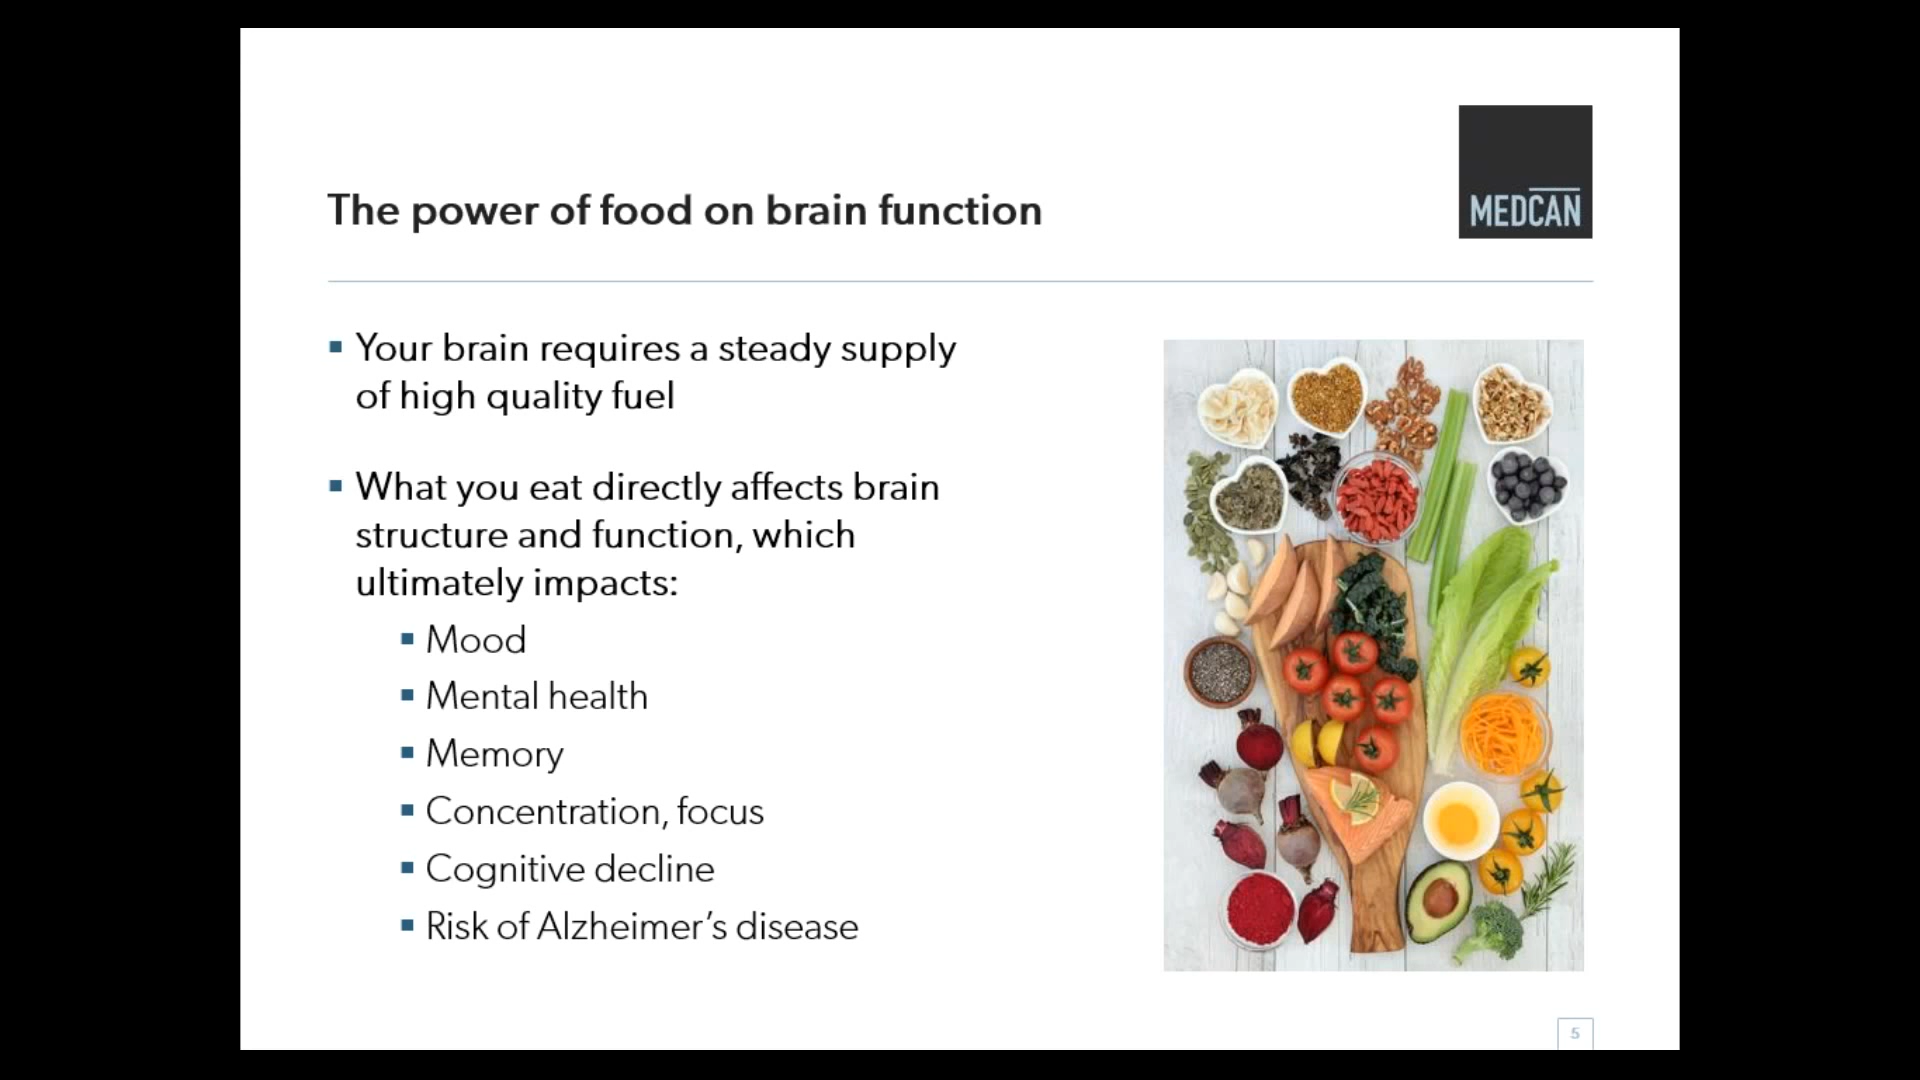 The power of food on brain function
MEDCAN
▪ Your brain requires a steady supply
of high quality fuel
▪ What you eat directly affects brain
structure and function, which
ultimately impacts:
▪ Mood
▪ Mental health
▪ Memory
▪ Concentration, focus
▪ Cognitive decline
▪ Risk of Alzheimer’s disease
5